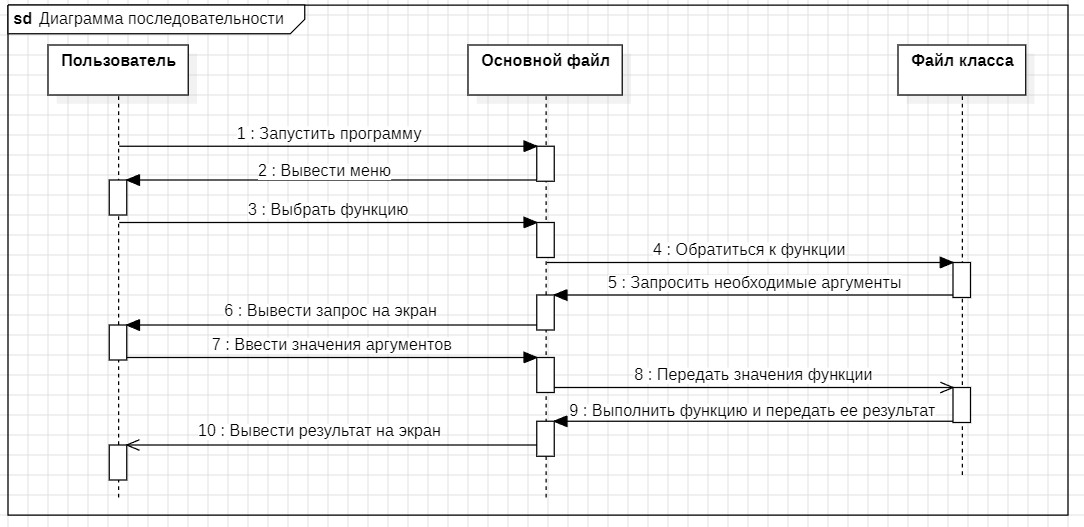 sd Диаграмма последовательности
Пользователь
Основной файл
Файл класса
1 : Запустить программу
2 : Вывести меню
3 : Выбрать функцию
4 : Обратиться к функции
5 : Запросить необходимые аргументы
6 : Вывести запрос на экран
7 : Ввести значения аргументов
8 : Передать значения функции
9 : Выполнить функцию и передать ее результат
10 : Вывести результат на экран